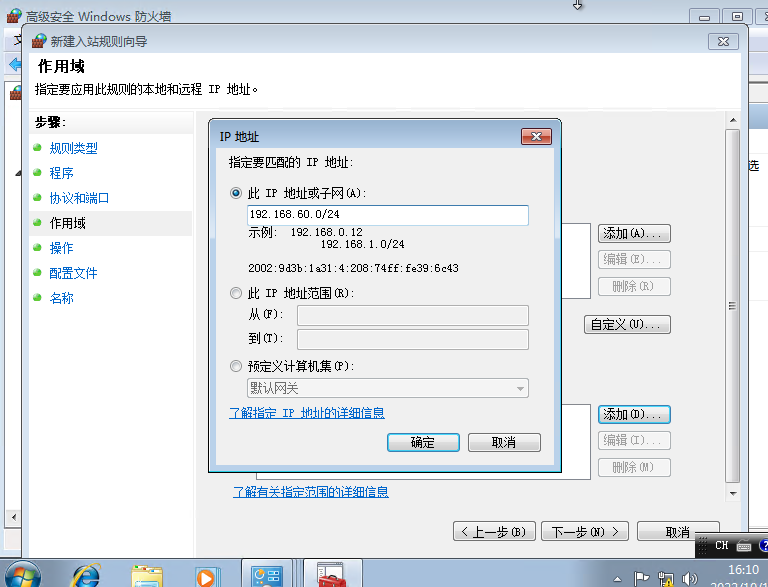 高级安全 Windows 防火墙
新建入站规则向导
作用域
指定要应用此规则的本地和远程 IP 地址。
步骤:
规则类型
程序
协议和端口
作用域
操作
配置文件
名称
IP 地址
指定要匹配的 IP 地址:
此 IP 地址或子网(A):
192.168.60.0/24
示例: 192.168.0.12
192.168.1.0/24
2002:9d3b:1a31:4:208:74ff:fe39:6c43
此 IP 地址范围(R):
从(F):
到(T):
预定义计算机集(P):
默认网关
了解指定 IP 地址的详细信息
确定
取消
添加(A)...
编辑(E)...
删除(R)
自定义(U)...
添加(D)...
编辑(I)...
删除(M)
了解有关指定范围的详细信息
< 上一步(B)
下一步(N) >
取消
选
CH
16:10